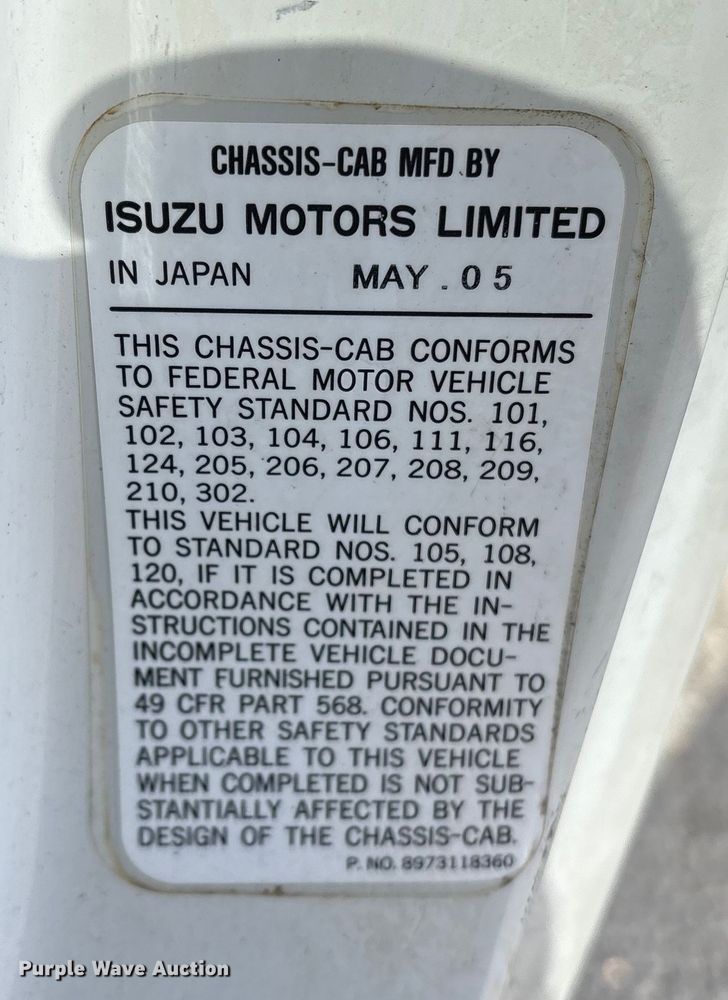 CHASSIS-CAB MFD BY
ISUZU MOTORS LIMITED
IN JAPAN MAY . 05
THIS CHASSIS-CAB CONFORMS
TO FEDERAL MOTOR VEHICLE
SAFETY STANDARD NOS. 101,
102, 103, 104, 106, 111, 116,
124, 205, 206, 207, 208, 209,
210, 302.
THIS VEHICLE WILL CONFORM
TO STANDARD NOS. 105, 108,
120, IF IT IS COMPLETED IN
ACCORDANCE WITH THE IN-
STRUCTIONS CONTAINED IN THE
INCOMPLETE VEHICLE DOCU-
MENT FURNISHED PURSUANT TO
49 CFR PART 568. CONFORMITY
TO OTHER SAFETY STANDARDS
APPLICABLE TO THIS VEHICLE
WHEN COMPLETED IS NOT SUB-
STANTIALLY AFFECTED BY THE
DESIGN OF THE CHASSIS-CAB.
P. NO. 8973118360
Purple Wave Auction